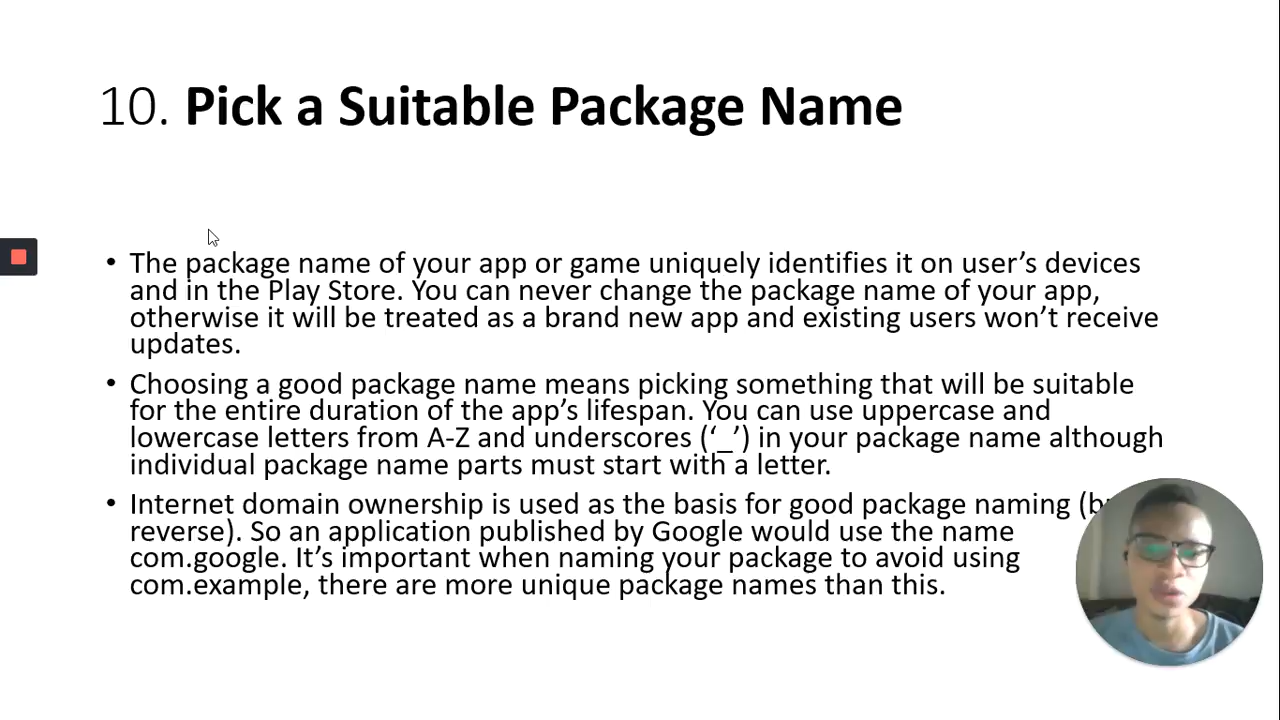 10. Pick a Suitable Package Name
• The package name of your app or game uniquely identifies it on user’s devices
and in the Play Store. You can never change the package name of your app,
otherwise it will be treated as a brand new app and existing users won’t receive
updates.
• Choosing a good package name means picking something that will be suitable
for the entire duration of the app’s lifespan. You can use uppercase and
lowercase letters from A-Z and underscores (‘_’) in your package name although
individual package name parts must start with a letter.
• Internet domain ownership is used as the basis for good package naming
reverse). So an application published by Google would use the name
com.google. It’s important when naming your package to avoid using
com.example, there are more unique package names than this.